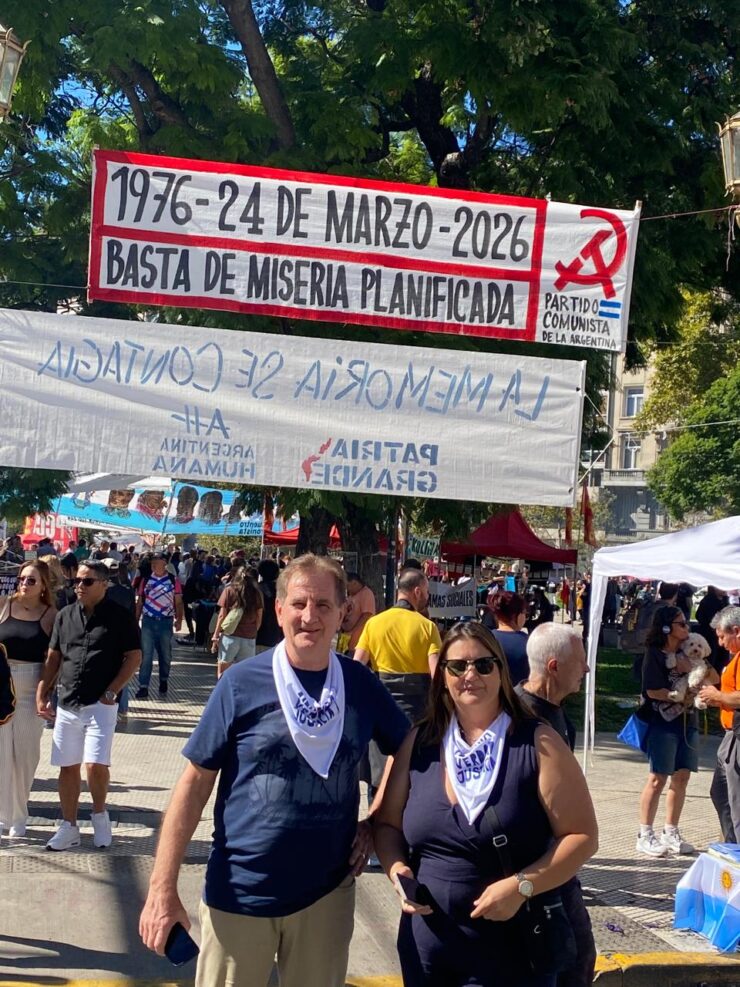 1976-24 DE MARZO-2026
BASTA DE MISERIA PLANIFICADA
PARTIDO
COMUNISTA
DE LA ARGENTINA
LA MEMORIA SE CONTAGIA
PATRIA
GRANDE
AH
ARGENTINA
HUMANA